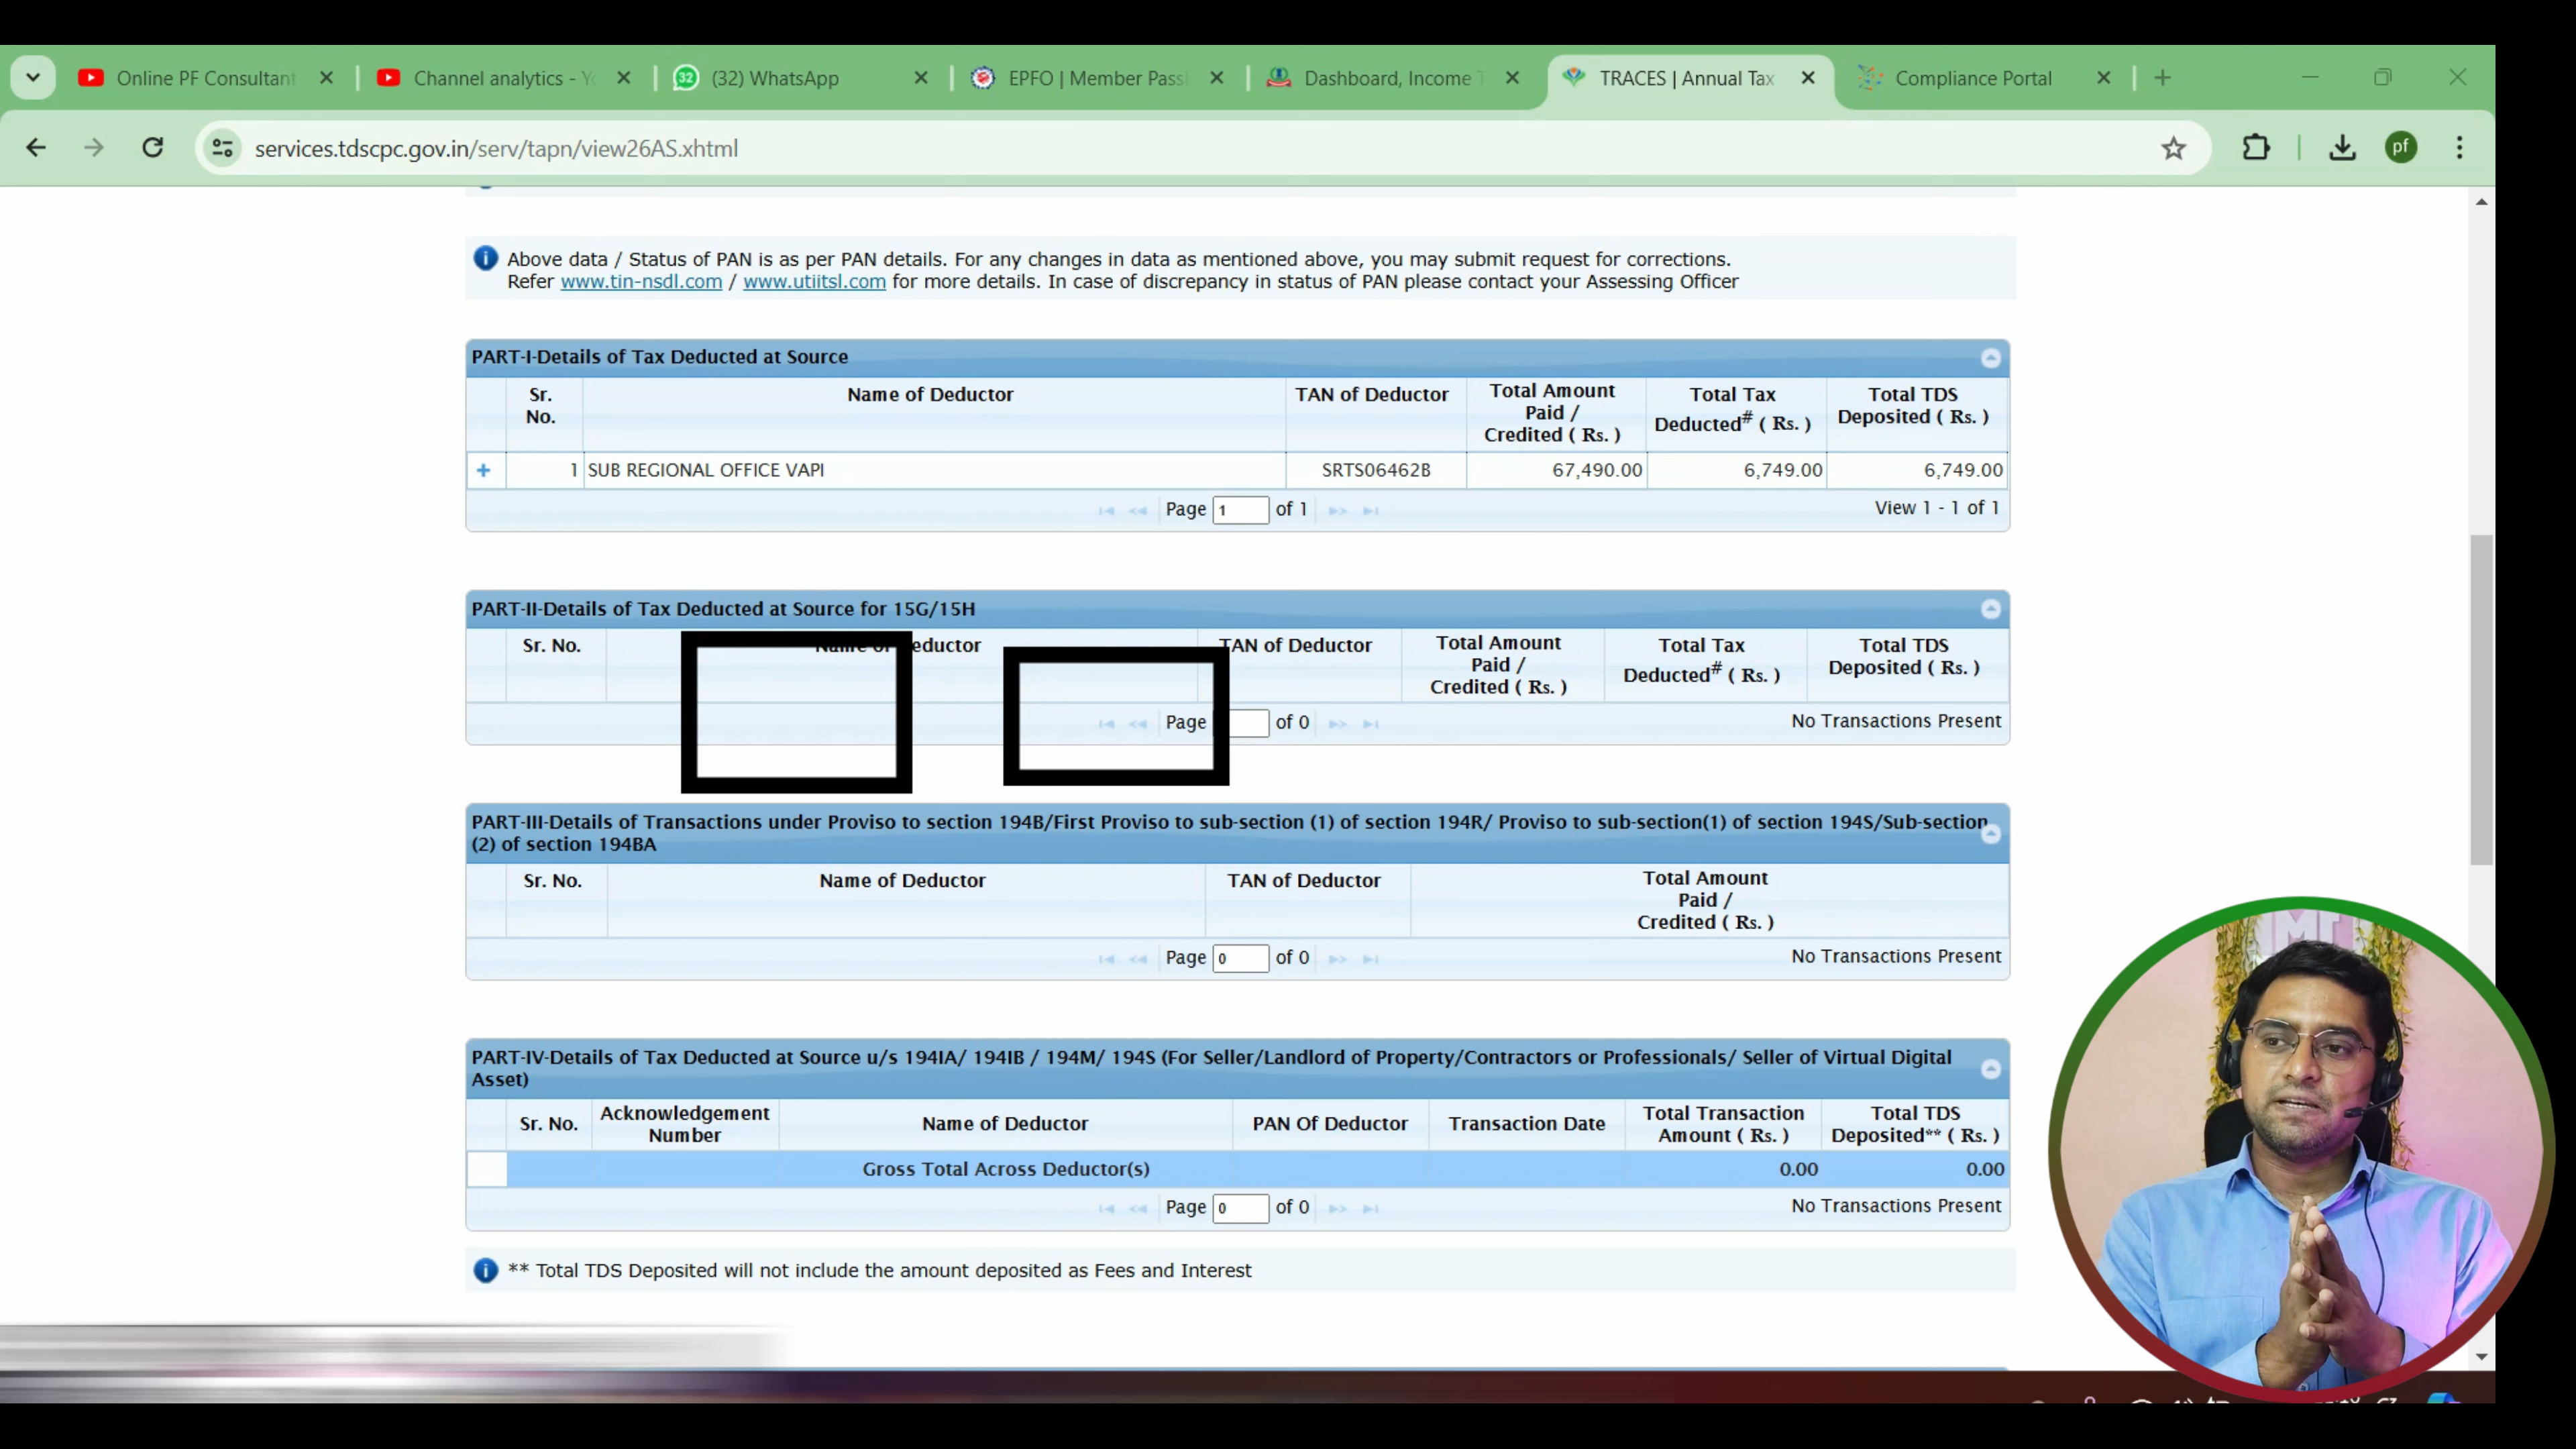 Online PF Consultant
Channel analytics - Yo
(32) WhatsApp
EPFO | Member Passb
Dashboard, Income T
TRACES | Annual Tax
Compliance Portal
services.tdscpc.gov.in/serv/tapn/view26AS.xhtml
pf
Above data / Status of PAN is as per PAN details. For any changes in data as mentioned above, you may submit request for corrections.
Refer www.tin-nsdl.com / www.utiitsl.com for more details. In case of discrepancy in status of PAN please contact your Assessing Officer
PART-I-Details of Tax Deducted at Source
Sr. No. Name of Deductor TAN of Deductor Total Amount Paid / Credited ( Rs. ) Total Tax Deducted# ( Rs. ) Total TDS Deposited ( Rs. )
+ 1 SUB REGIONAL OFFICE VAPI SRTS06462B 67,490.00 6,749.00 6,749.00
Page 1 of 1 View 1 - 1 of 1
PART-II-Details of Tax Deducted at Source for 15G/15H
Sr. No. Name of Deductor TAN of Deductor Total Amount Paid / Credited ( Rs. ) Total Tax Deducted# ( Rs. ) Total TDS Deposited ( Rs. )
Page of 0 No Transactions Present
PART-III-Details of Transactions under Proviso to section 194B/First Proviso to sub-section (1) of section 194R/ Proviso to sub-section(1) of section 194S/Sub-section
(2) of section 194BA
Sr. No. Name of Deductor TAN of Deductor Total Amount Paid / Credited ( Rs. )
Page 0 of 0 No Transactions Present
PART-IV-Details of Tax Deducted at Source u/s 194IA/ 194IB / 194M/ 194S (For Seller/Landlord of Property/Contractors or Professionals/ Seller of Virtual Digital
Asset)
Sr. No. Acknowledgement Number Name of Deductor PAN Of Deductor Transaction Date Total Transaction Amount ( Rs. ) Total TDS Deposited** ( Rs. )
Gross Total Across Deductor(s) 0.00 0.00
Page 0 of 0 No Transactions Present
** Total TDS Deposited will not include the amount deposited as Fees and Interest